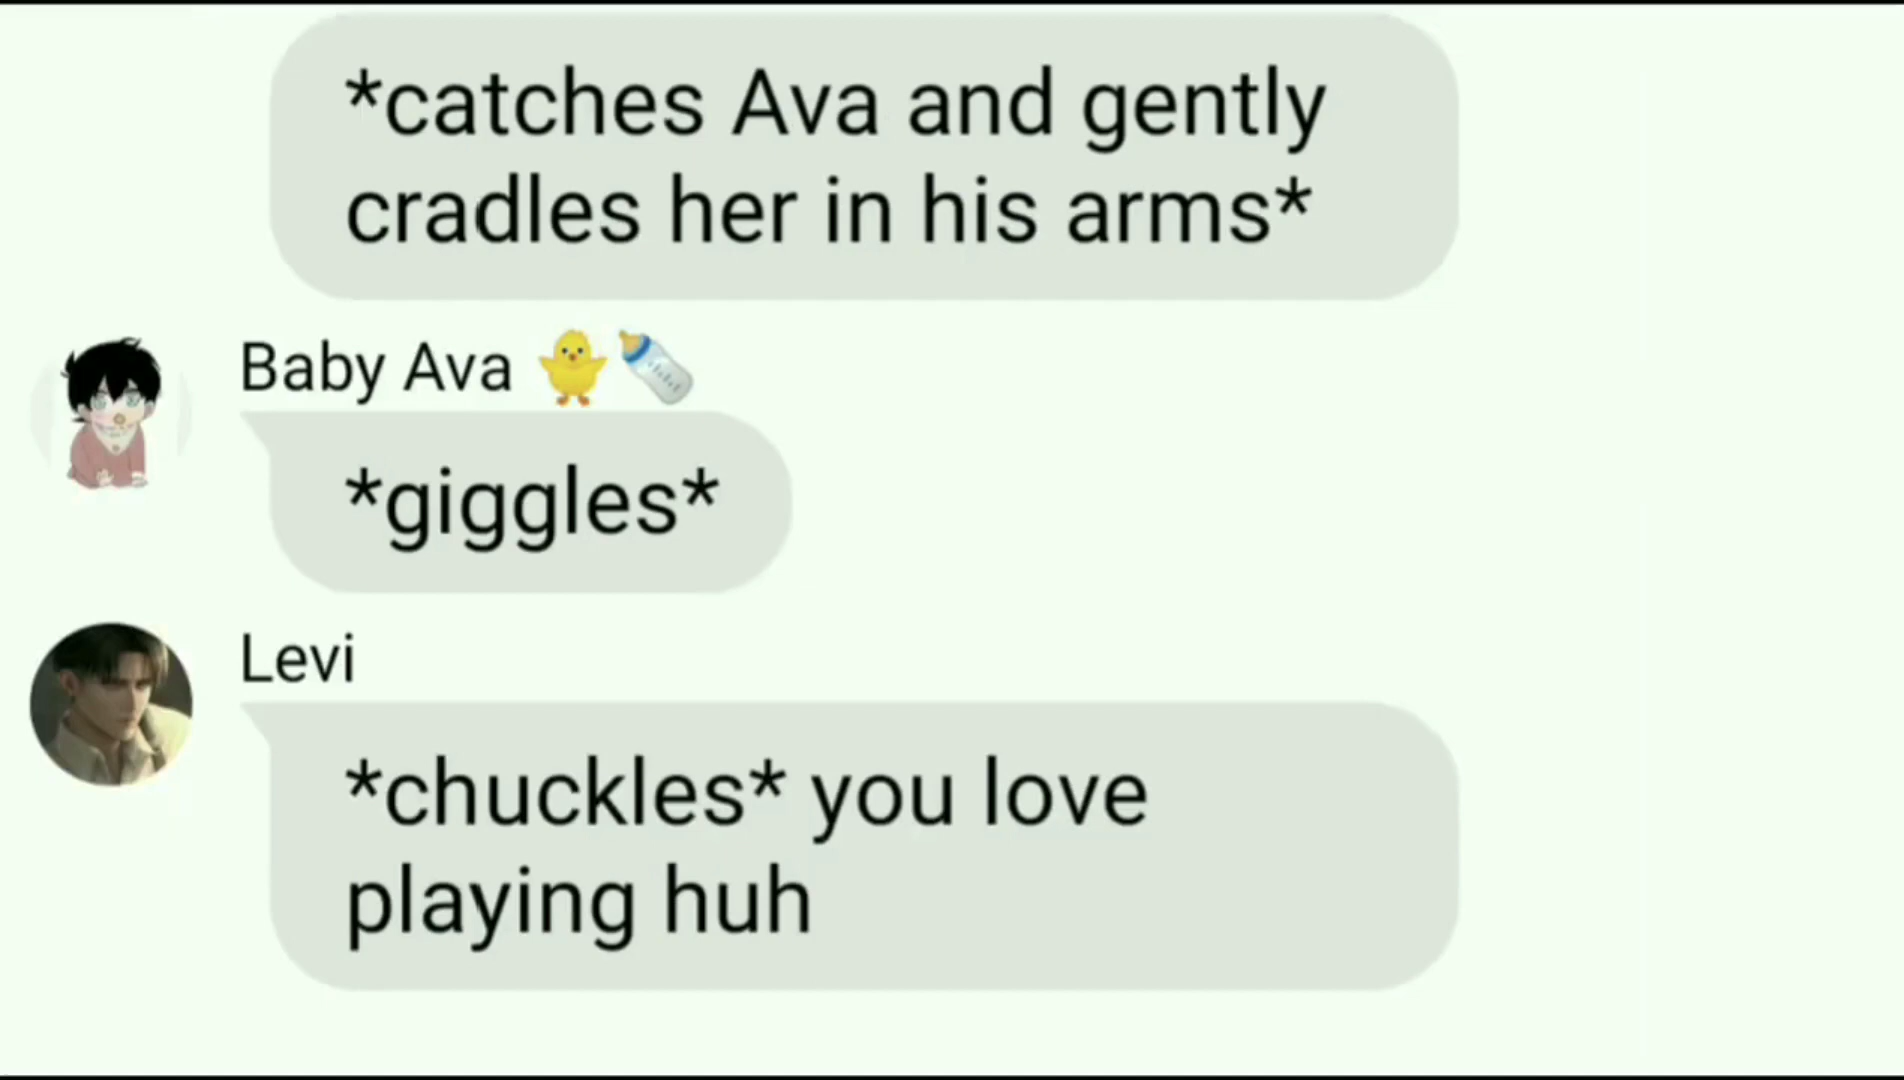 *catches Ava and gently
cradles her in his arms*
Baby Ava 🐥🍼
*giggles*
Levi
*chuckles* you love
playing huh